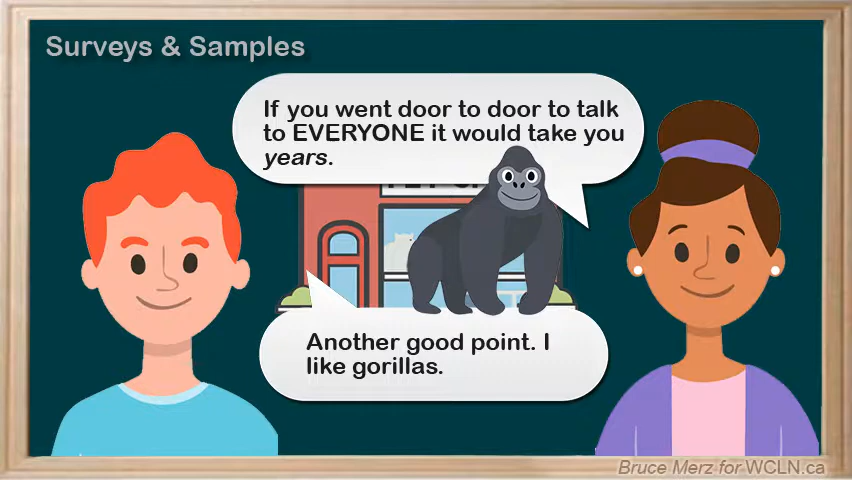 Surveys & Samples
If you went door to door to talk
to EVERYONE it would take you
years.
Another good point. I
like gorillas.
Bruce Merz for WCLN.ca